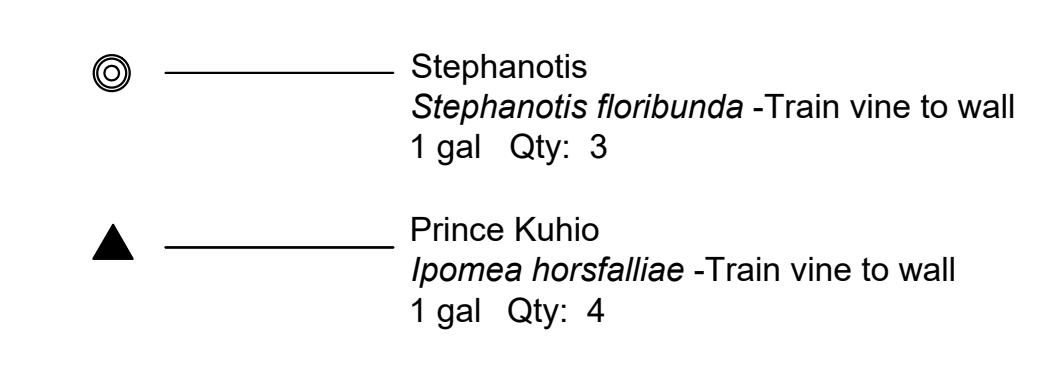 Stephanotis
Stephanotis floribunda -Train vine to wall
1 gal Qty: 3
Prince Kuhio
Ipomea horsfalliae -Train vine to wall
1 gal Qty: 4